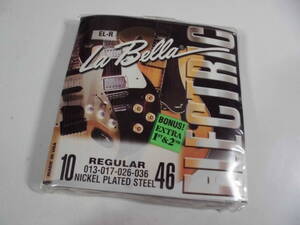 EL-R
La Bella
ELECTRIC
BONUS!
EXTRA
1st & 2nd
REGULAR
10 013-017-026-036 46
NICKEL PLATED STEEL